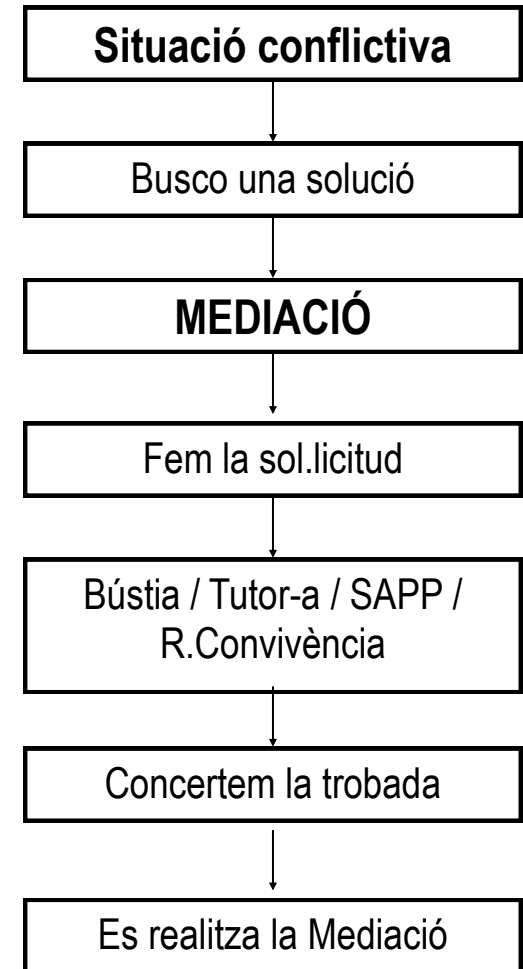 Situació conflictiva
Busco una solució
MEDIACIÓ
Fem la sol.licitud
Bústia / Tutor-a / SAPP /
R.Convivència
Concertem la trobada
Es realitza la Mediació